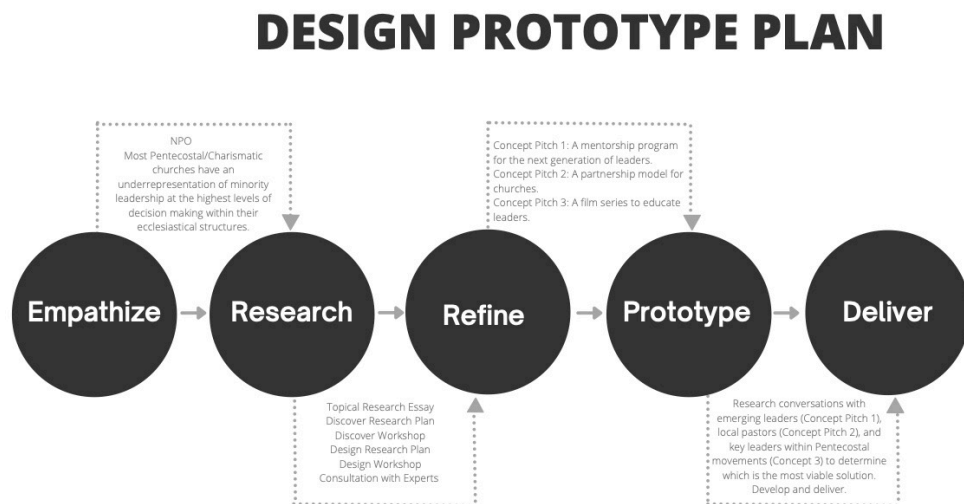 DESIGN PROTOTYPE PLAN
NPO
Most Pentecostal/Charismatic
churches have an
underrepresentation of minority
leadership at the highest levels of
decision making within their
ecclesiastical structures.
Concept Pitch 1: A mentorship program
for the next generation of leaders.
Concept Pitch 2: A partnership model for
churches.
Concept Pitch 3: A film series to educate
leaders.
Empathize
Research
Refine
Prototype
Deliver
Topical Research Essay
Discover Research Plan
Discover Workshop
Design Research Plan
Design Workshop
Consultation with Experts
Research conversations with
emerging leaders (Concept Pitch 1),
local pastors (Concept Pitch 2), and
key leaders within Pentecostal
movements (Concept 3) to determine
which is the most viable solution.
Develop and deliver.